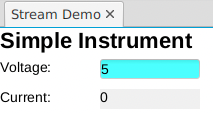 Stream Demo ×
Simple Instrument
Voltage: 5
Current: 0